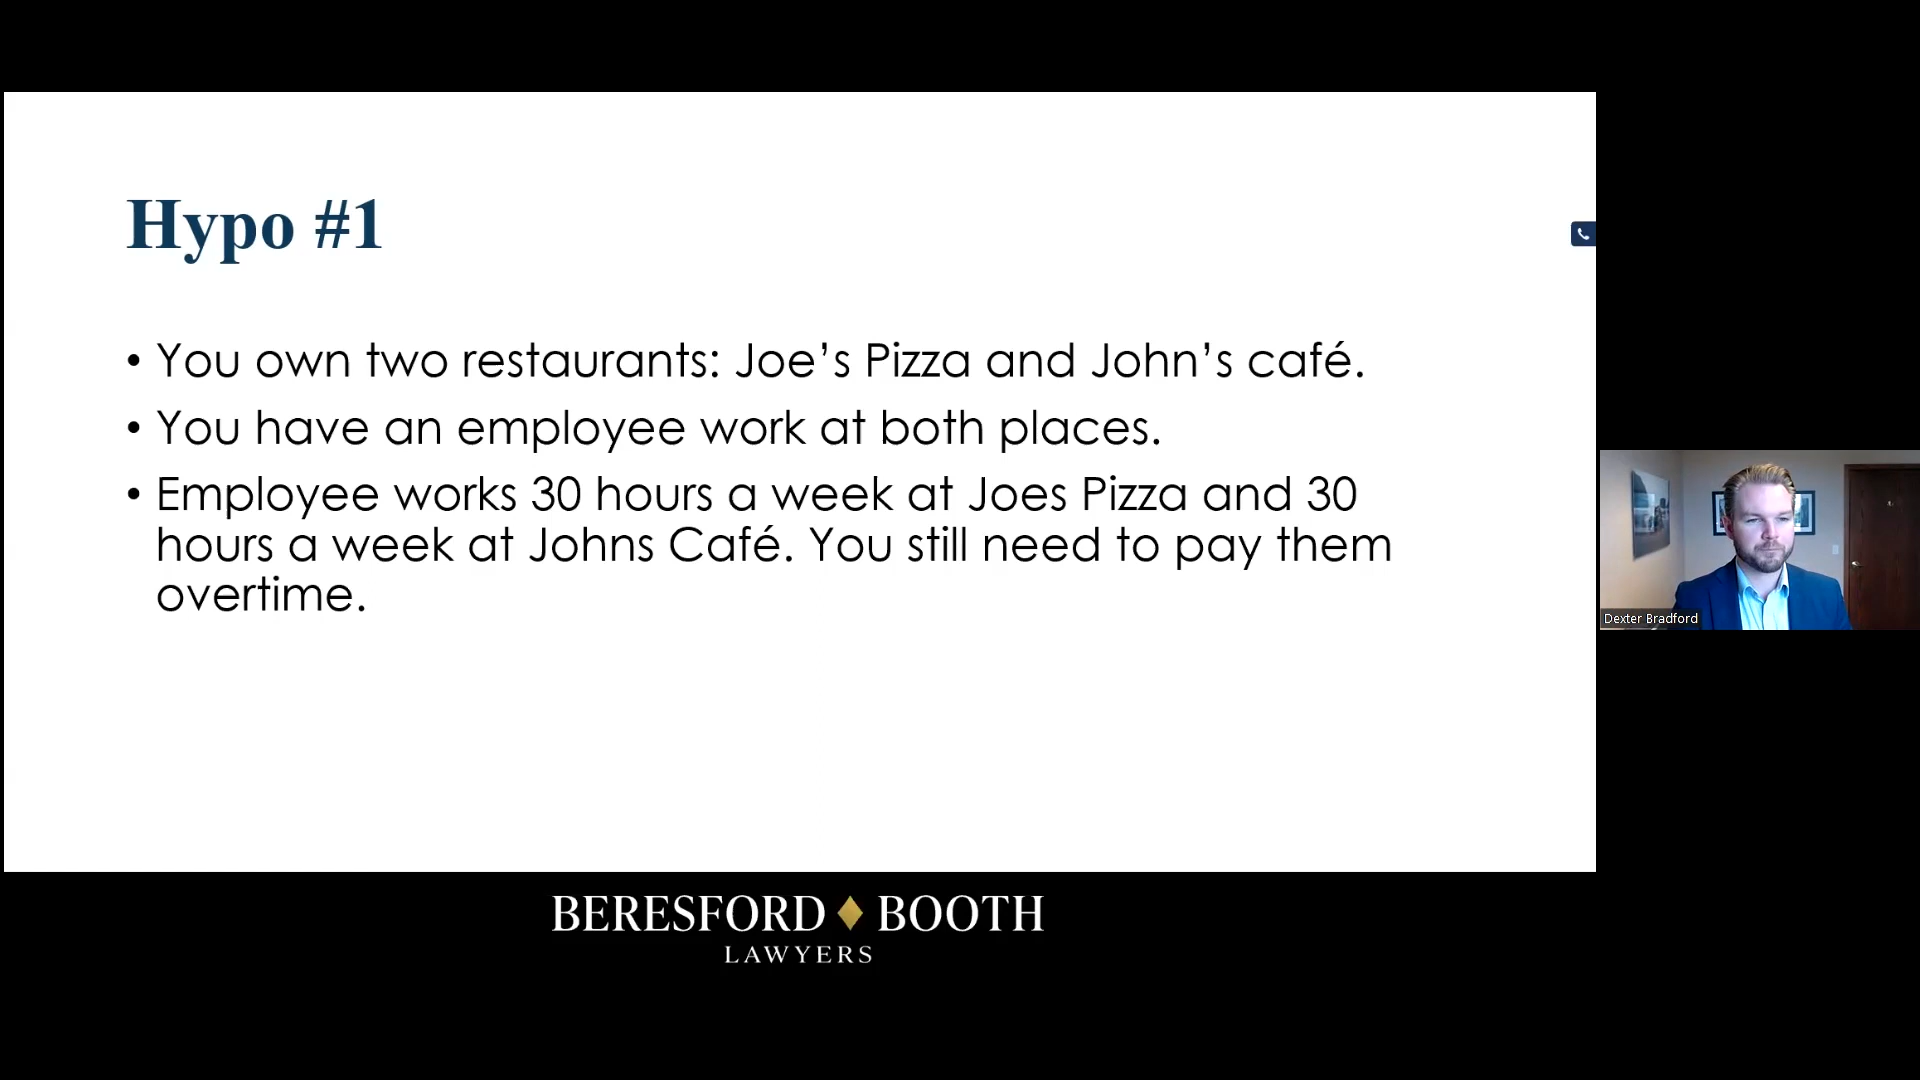 Hypo #1
• You own two restaurants: Joe’s Pizza and John’s café.
• You have an employee work at both places.
• Employee works 30 hours a week at Joes Pizza and 30
hours a week at Johns Café. You still need to pay them
overtime.
Dexter Bradford
BERESFORD BOOTH
LAWYERS